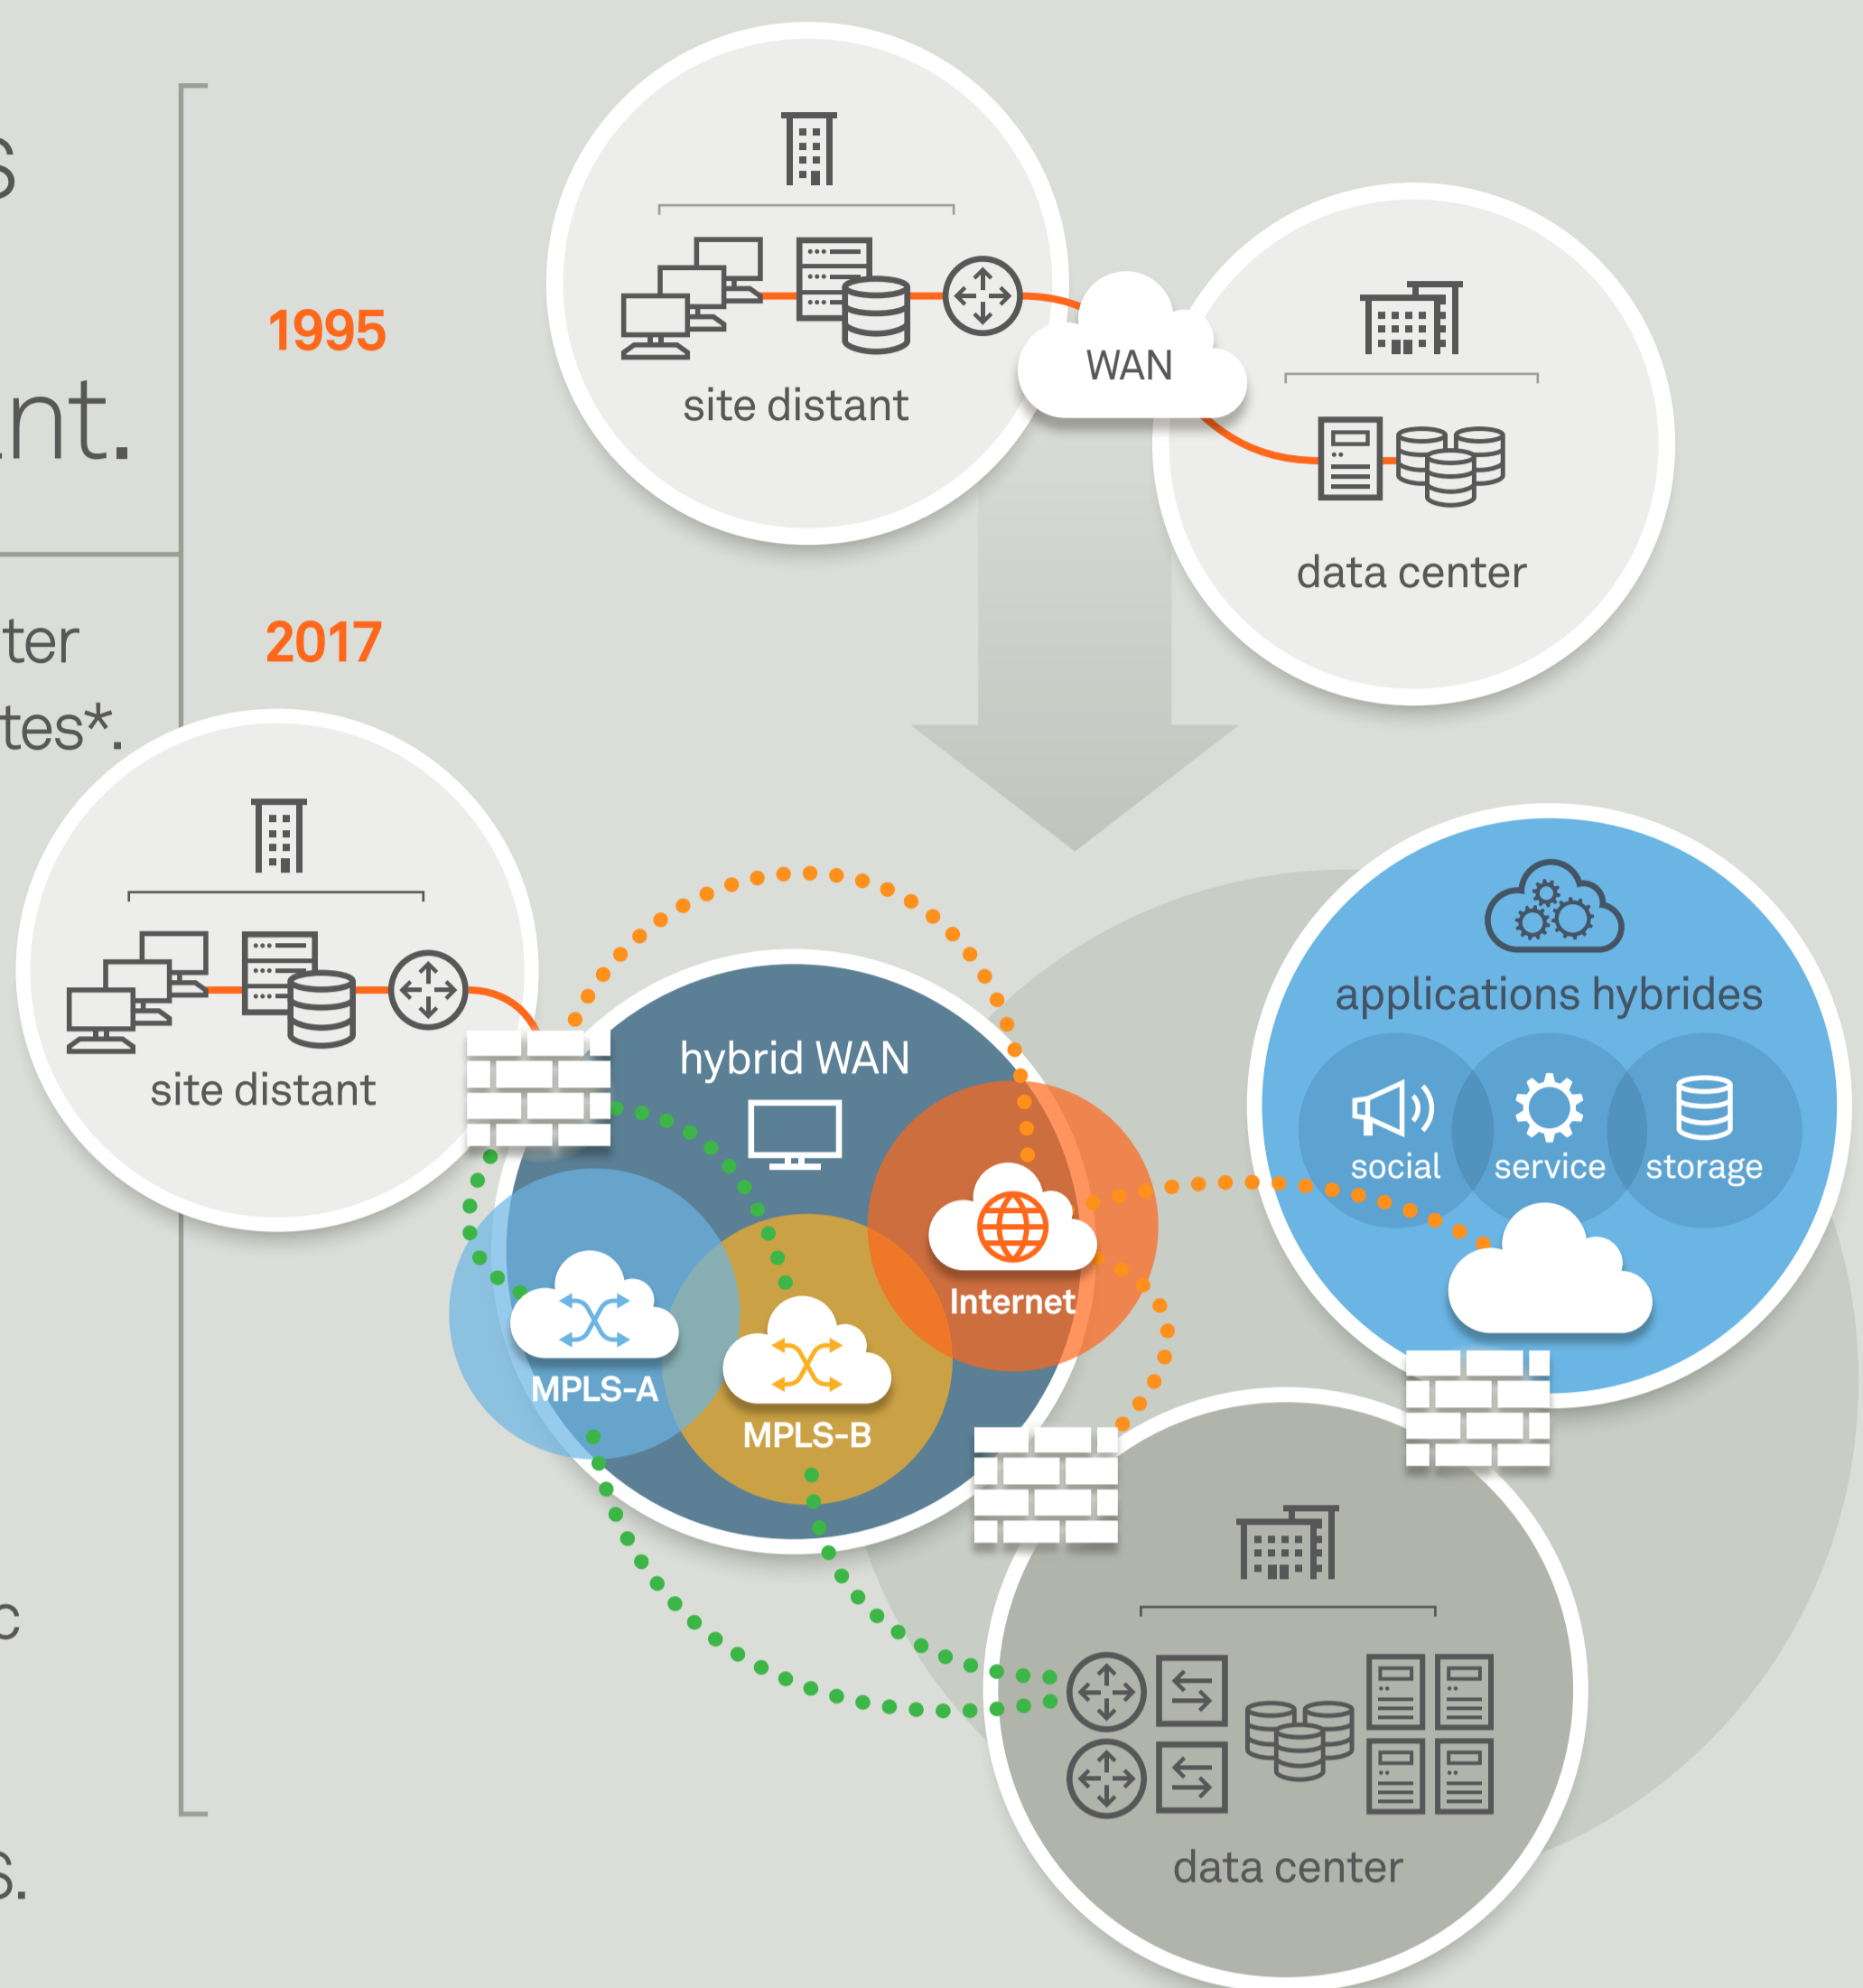 1995
site distant
WAN
data center
2017
site distant
hybrid WAN
MPLS-A
MPLS-B
Internet
applications hybrides
social
service
storage
data center